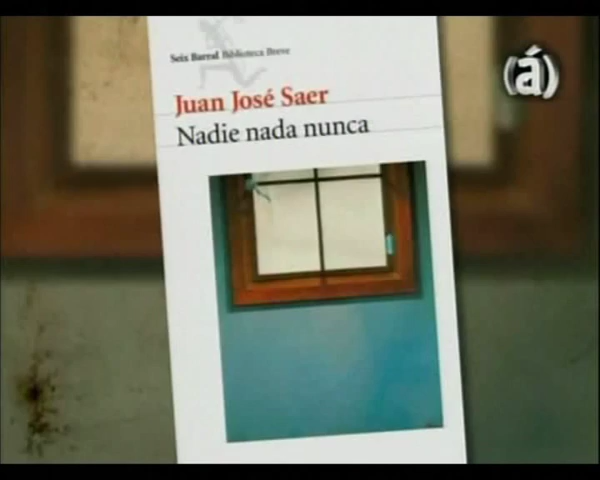 Seix Barral Biblioteca Breve
(á)
Juan José Saer
Nadie nada nunca